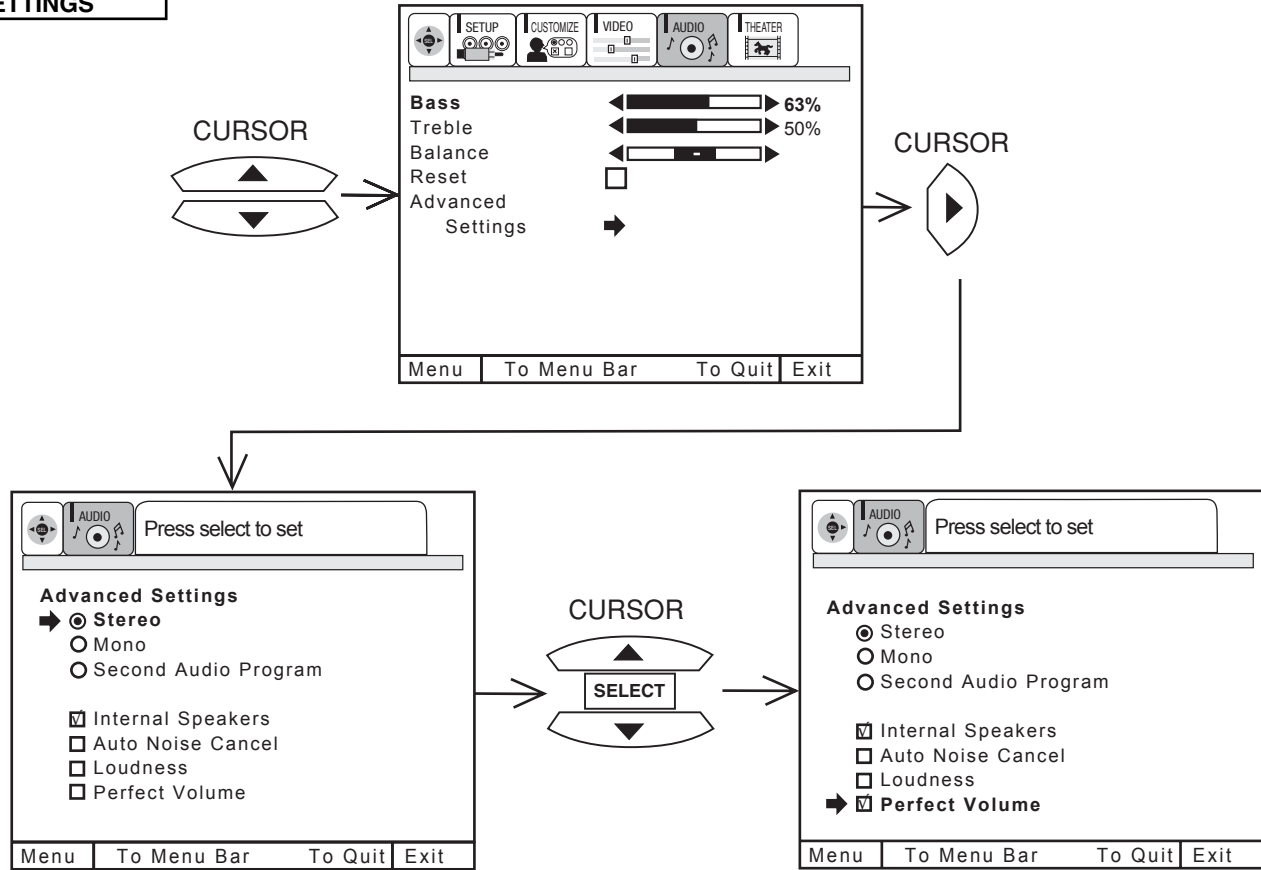 SETUP CUSTOMIZE VIDEO AUDIO THEATER
SEL
Bass 63%
Treble 50%
Balance -
Reset
Advanced
Settings
CURSOR
CURSOR
Menu To Menu Bar To Quit Exit
SEL AUDIO Press select to set
Advanced Settings
Stereo
Mono
Second Audio Program
√ Internal Speakers
Auto Noise Cancel
Loudness
Perfect Volume
Menu To Menu Bar To Quit Exit
CURSOR
SELECT
SEL AUDIO Press select to set
Advanced Settings
Stereo
Mono
Second Audio Program
√ Internal Speakers
Auto Noise Cancel
Loudness
√ Perfect Volume
Menu To Menu Bar To Quit Exit